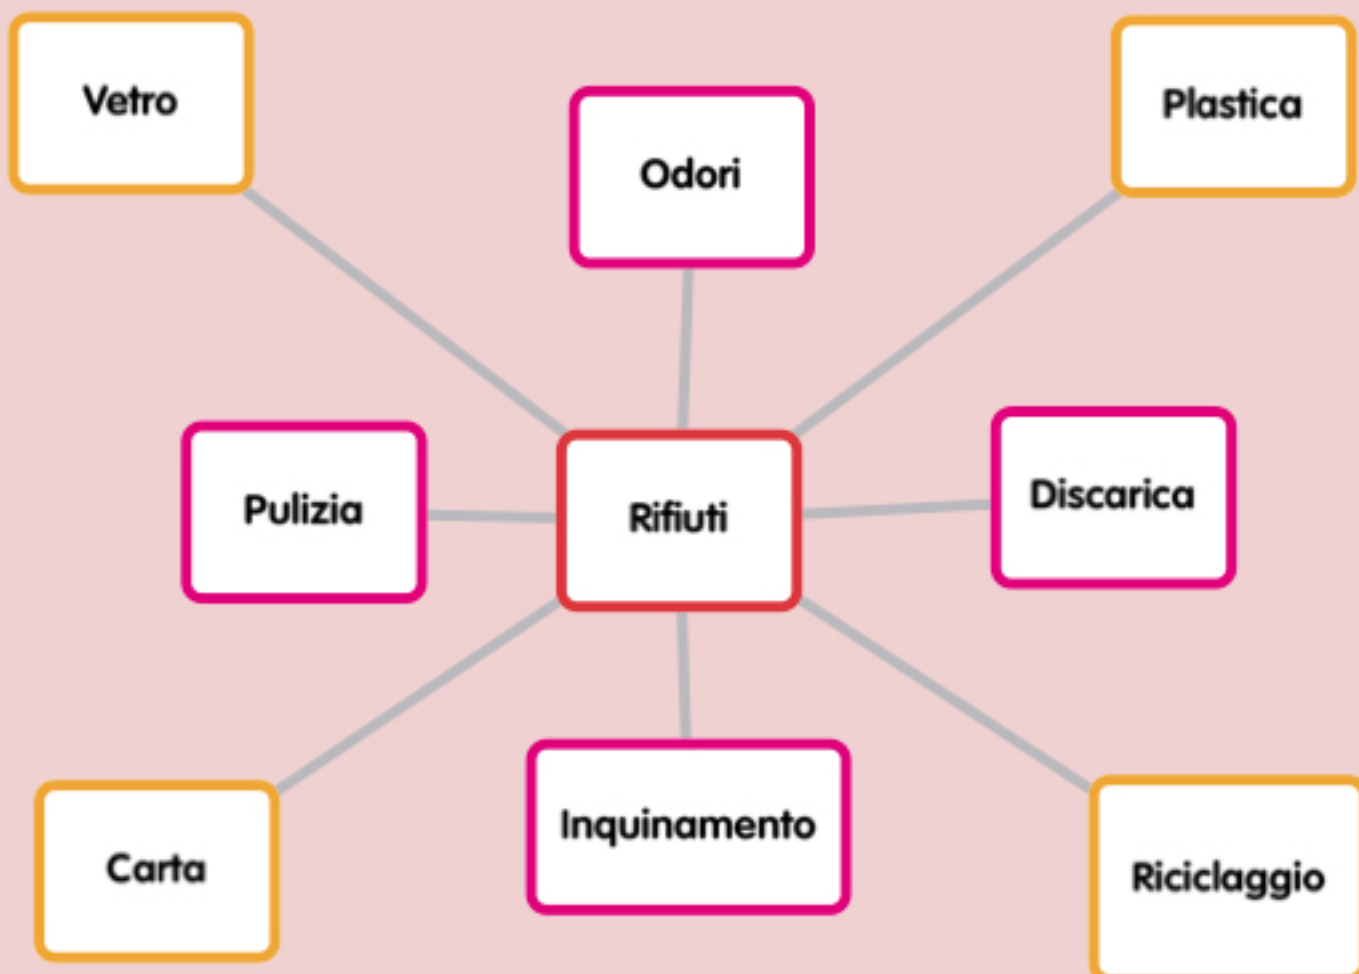 Vetro
Plastica
Odori
Pulizia
Rifiuti
Discarica
Carta
Inquinamento
Riciclaggio